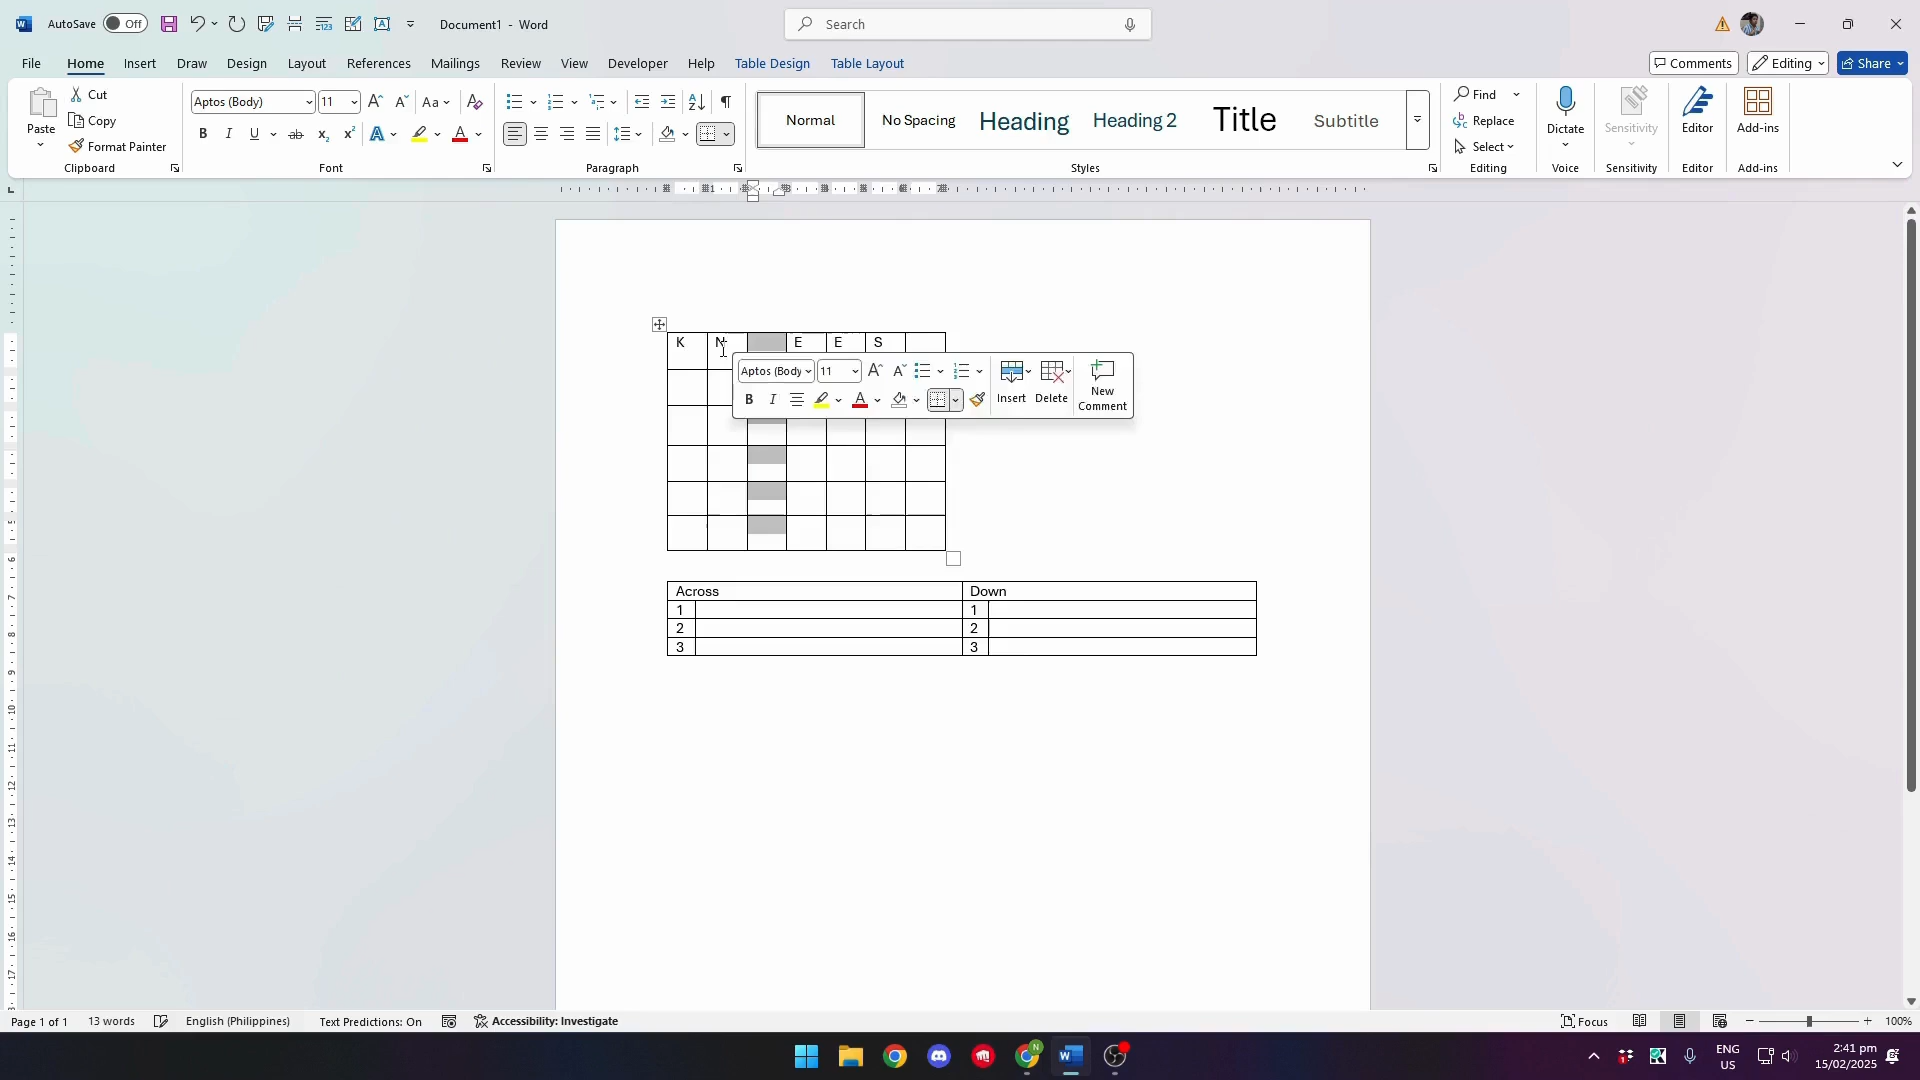 AutoSave Off Document1 - Word Search
File Home Insert Draw Design Layout References Mailings Review View Developer Help Table Design Table Layout Comments Editing Share
Paste Cut Copy Format Painter
Clipboard
Aptos (Body) 11
Font
Paragraph
Normal No Spacing Heading Heading 2 Title Subtitle
Styles
Find Replace Select
Editing
Dictate
Voice
Sensitivity
Sensitivity
Editor
Editor
Add-ins
Add-ins
K N E E S
Aptos (Body 11
Insert Delete New Comment
Across Down
1 1
2 2
3 3
Page 1 of 1 13 words English (Philippines) Text Predictions: On Accessibility: Investigate Focus 100%
ENG US 2:41 pm 15/02/2025